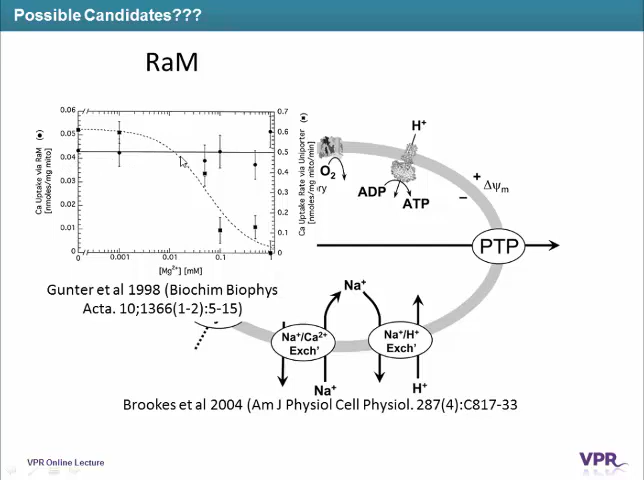 Possible Candidates???
RaM
0.06
0.05
0.04
0.03
0.02
0.01
0
Ca Uptake via RaM (●)
[nmoles/mg mito]
0.7
0.6
0.5
0.4
0.3
0.2
0.1
0
Ca Uptake Rate via Uniporter (■)
[nmoles/mg mito/min]
0
0.001
0.01
0.1
1
[Mg²⁺] [mM]
Gunter et al 1998 (Biochim Biophys
Acta. 10;1366(1-2):5-15)
H⁺
O₂
ry
ADP
ATP
+
Δψm
−
PTP
Na⁺
Na⁺/Ca²⁺
Exch’
Na⁺/H⁺
Exch’
Na⁺
H⁺
Brookes et al 2004 (Am J Physiol Cell Physiol. 287(4):C817-33
VPR Online Lecture
VPR